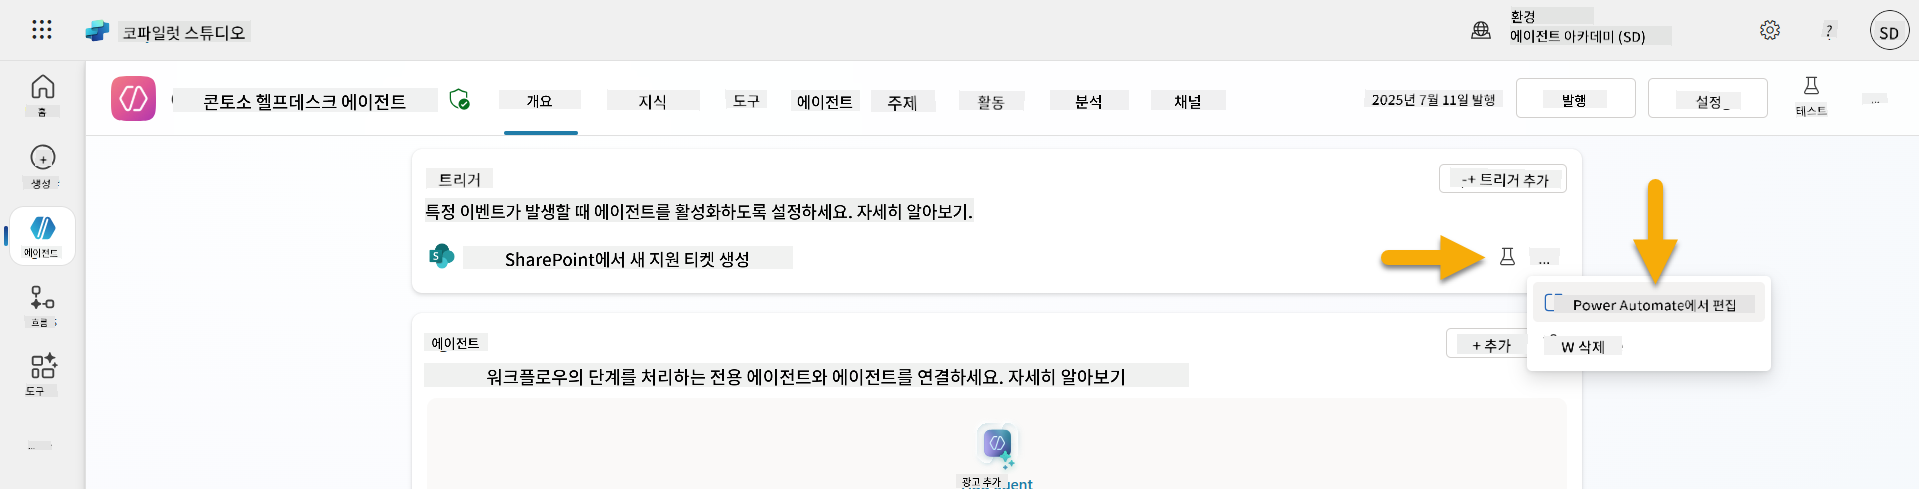 코파일럿 스튜디오
환경
에이전트 아카데미 (SD)
?
SD
홈
생성
에이전트
흐름
도구
...
콘토소 헬프데스크 에이전트
개요
지식
도구
에이전트
주제
활동
분석
채널
2025년 7월 11일 발행
발행
설정
테스트
...
트리거
+ 트리거 추가
특정 이벤트가 발생할 때 에이전트를 활성화하도록 설정하세요. 자세히 알아보기.
S
SharePoint에서 새 지원 티켓 생성
...
Power Automate에서 편집
W 삭제
에이전트
+ 추가
워크플로우의 단계를 처리하는 전용 에이전트와 에이전트를 연결하세요. 자세히 알아보기
광고 추가